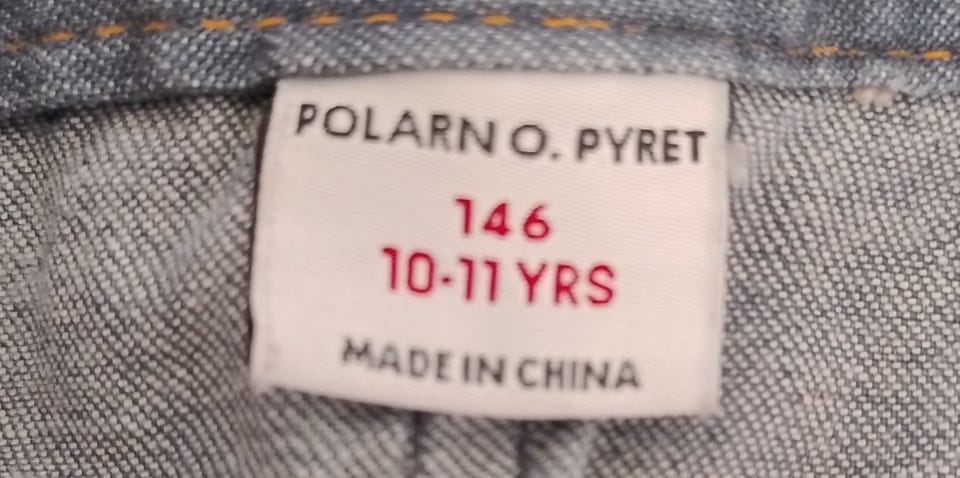 POLARN O. PYRET
146
10-11 YRS
MADE IN CHINA